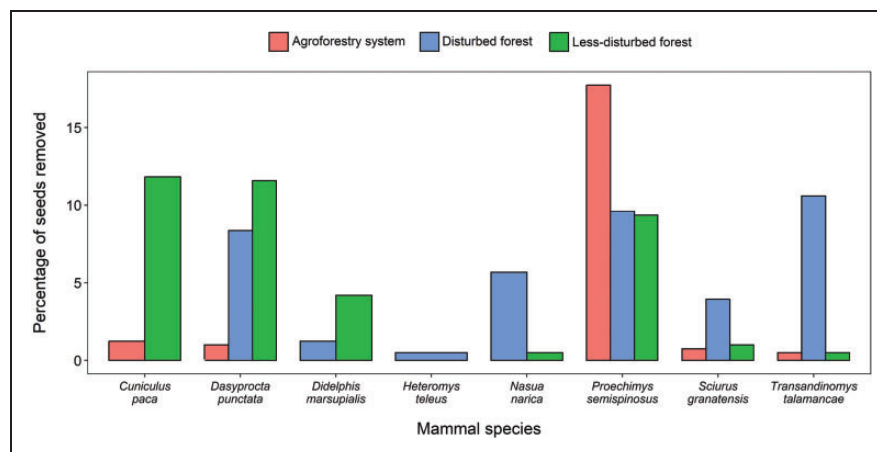 Agroforestry system Disturbed forest Less-disturbed forest
Percentage of seeds removed
15
10
5
0
Cuniculus paca
Dasyprocta punctata
Didelphis marsupialis
Heteromys teleus
Nasua narica
Proechimys semispinosus
Sciurus granatensis
Transandinomys talamancae
Mammal species